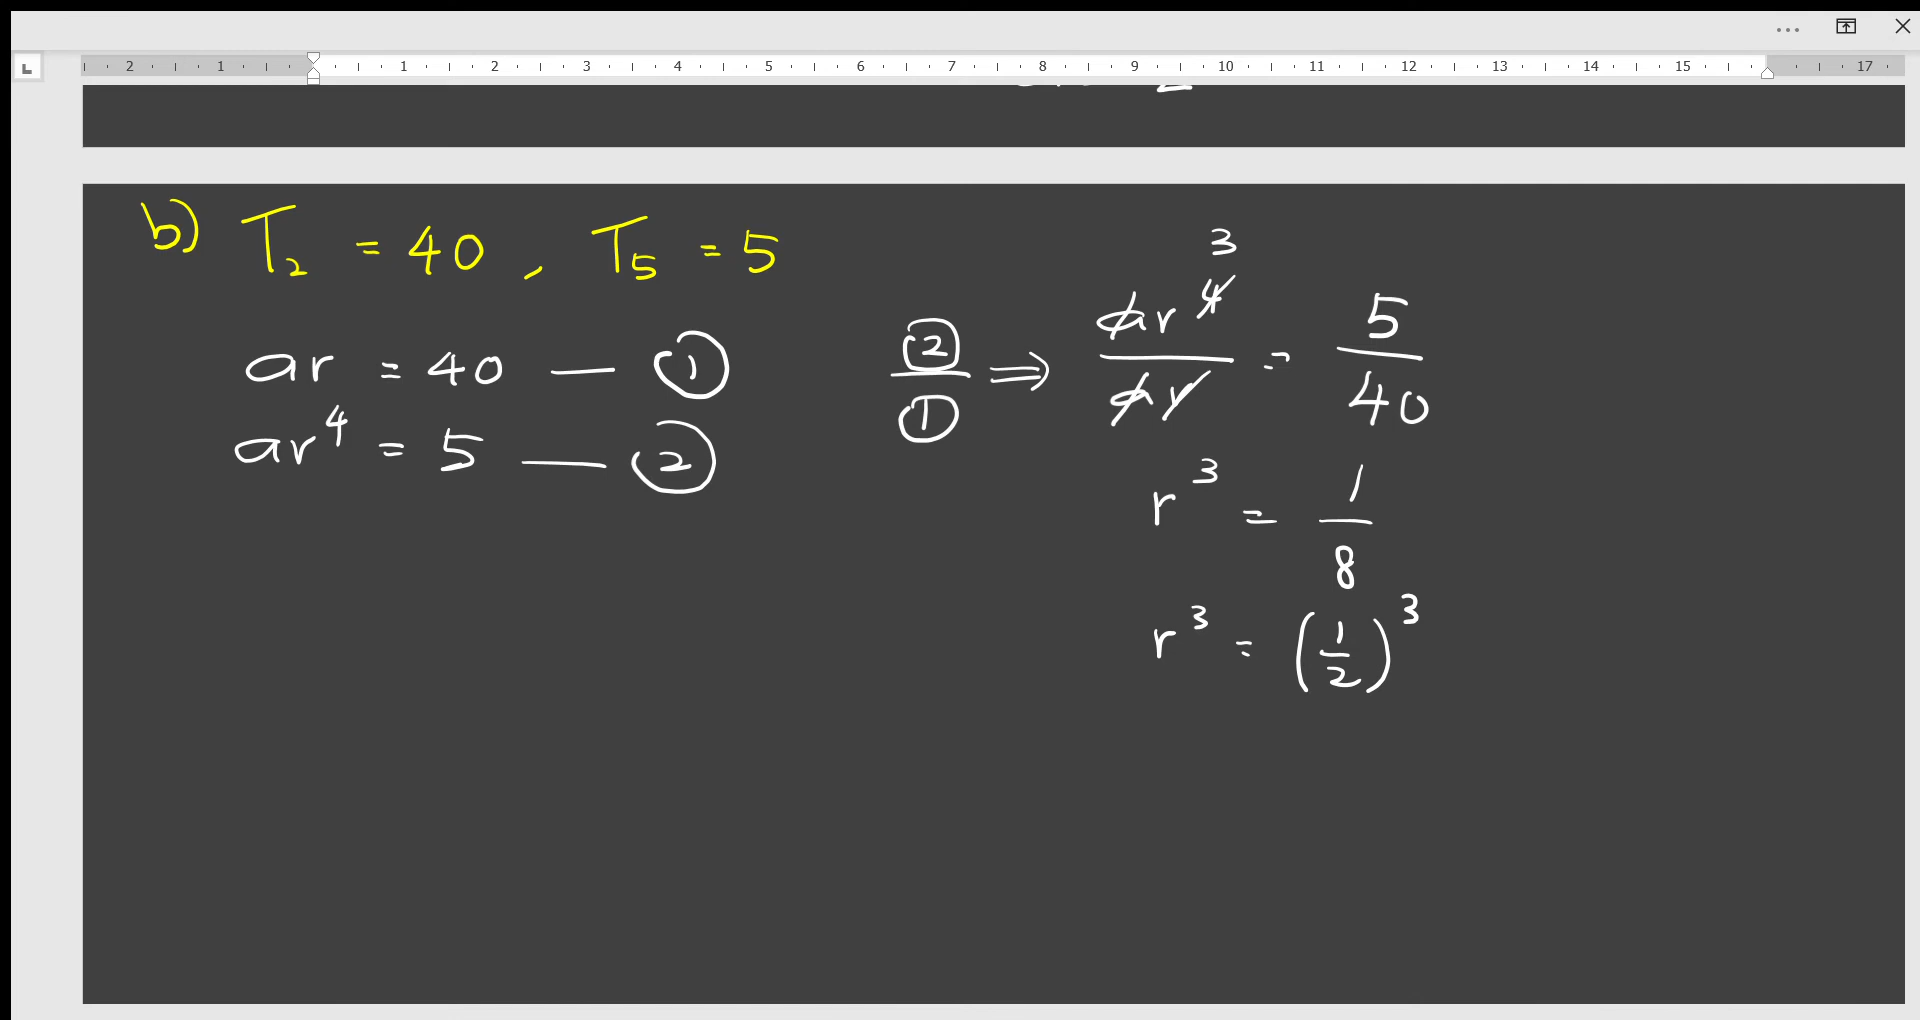 2 1 1 2 3 4 5 6 7 8 9 10 11 12 13 14 15 17
b) T₂ = 40 , T₅ = 5
ar = 40 — ①
ar⁴ = 5 — ②
②/① ⇒ ar⁴/ar = 5/40
3
r³ = 1/8
r³ = (1/2)³